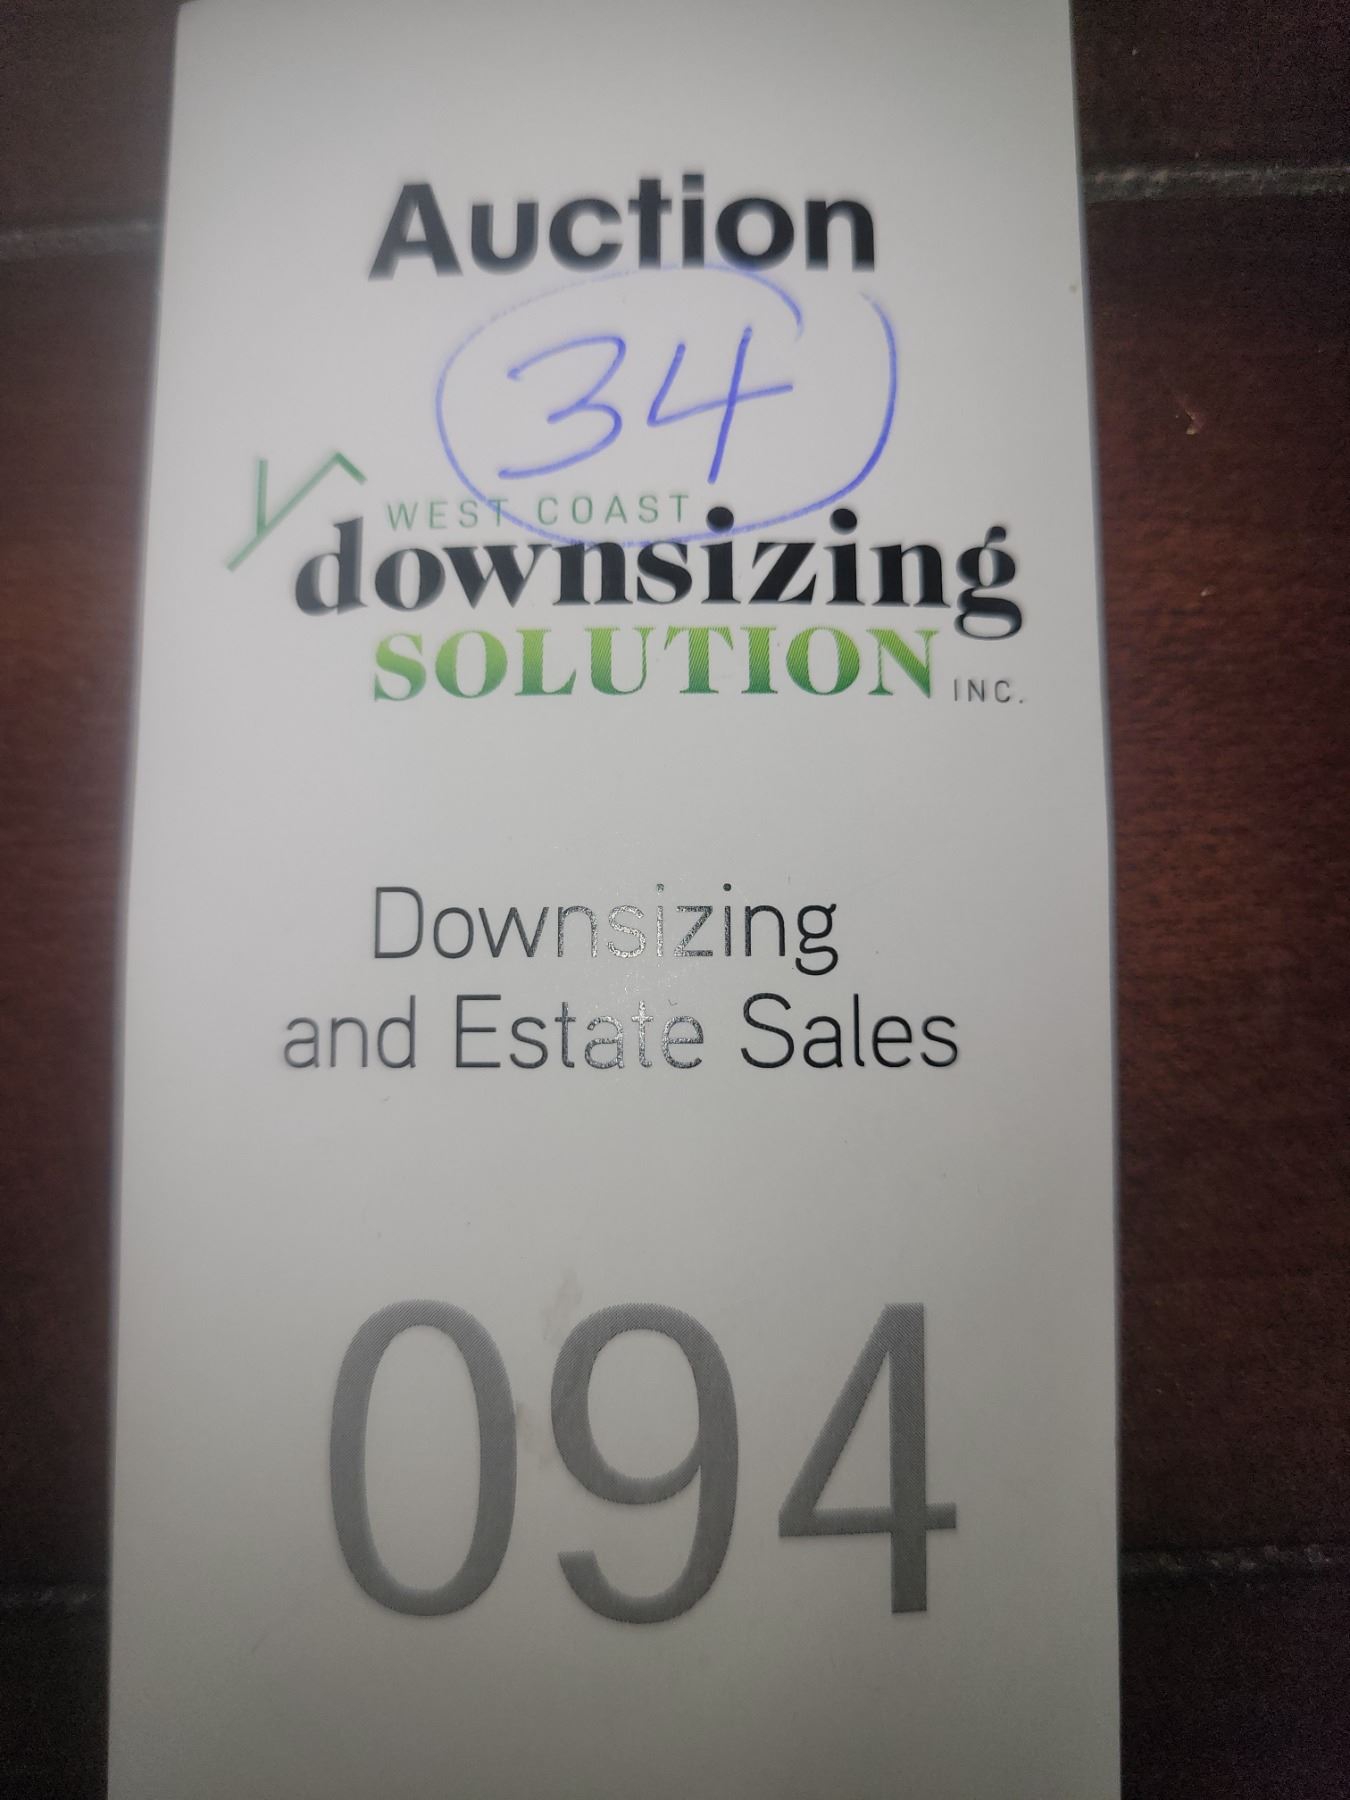 Auction
34
WEST COAST
downsizing
SOLUTION INC.
Downsizing
and Estate Sales
094